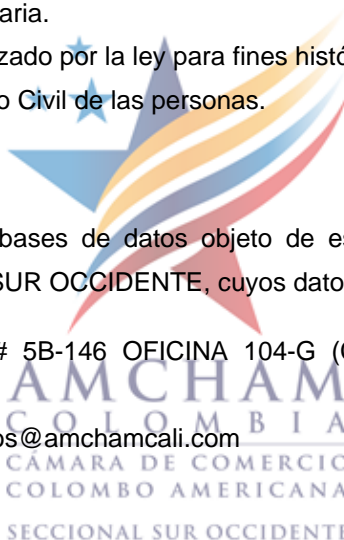 aria.
zado por la ley para fines histó
o Civil de las personas.
bases de datos objeto de es
SUR OCCIDENTE, cuyos dato
# 5B-146 OFICINA 104-G (
AMCHAM
COLOMBIA
os@amchamcali.com
CÁMARA DE COMERCIO
COLOMBO AMERICANA
SECCIONAL SUR OCCIDENTE